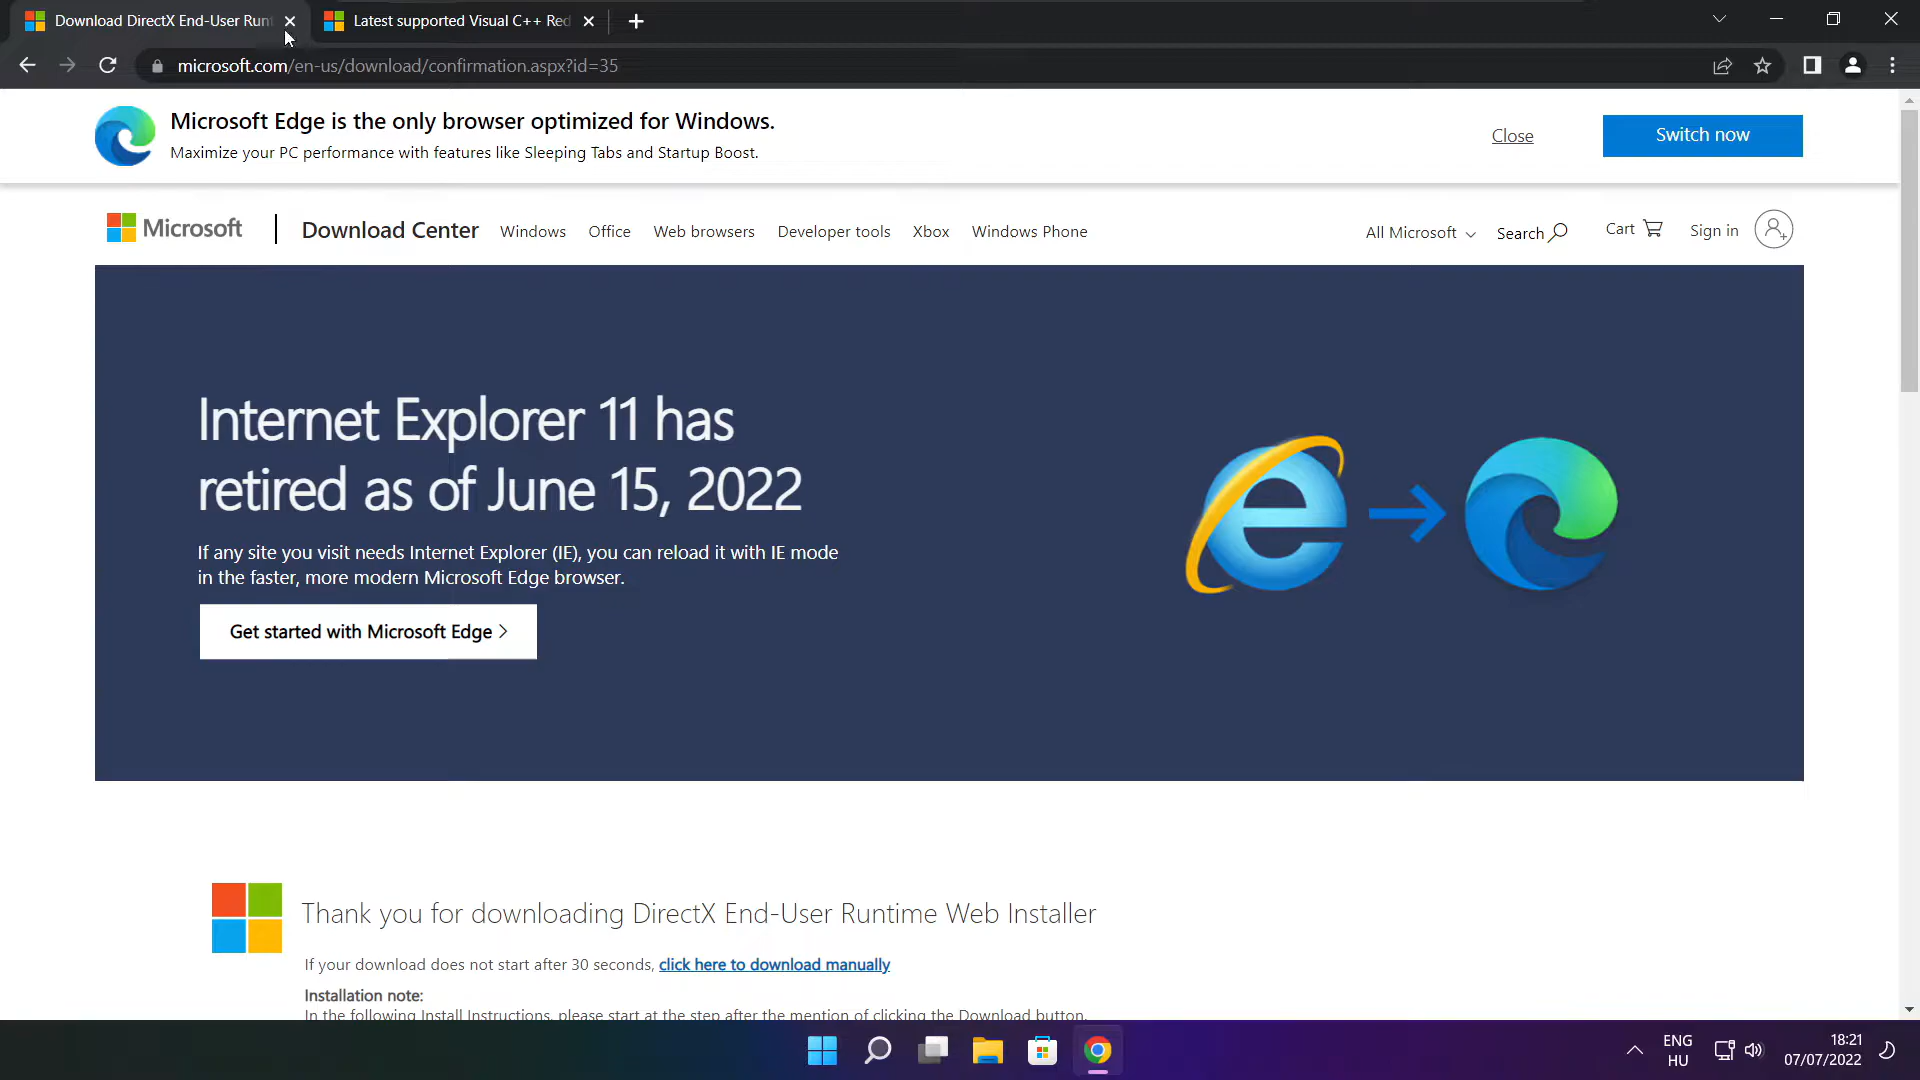 Download DirectX End-User Run
Latest supported Visual C++ Red
microsoft.com/en-us/download/confirmation.aspx?id=35
Microsoft Edge is the only browser optimized for Windows.
Maximize your PC performance with features like Sleeping Tabs and Startup Boost.
Close
Switch now
Microsoft
Download Center
Windows
Office
Web browsers
Developer tools
Xbox
Windows Phone
All Microsoft
Search
Cart
Sign in
Internet Explorer 11 has
retired as of June 15, 2022
If any site you visit needs Internet Explorer (IE), you can reload it with IE mode
in the faster, more modern Microsoft Edge browser.
Get started with Microsoft Edge >
Thank you for downloading DirectX End-User Runtime Web Installer
If your download does not start after 30 seconds, click here to download manually
Installation note:
In the following Install Instructions, please start at the step after the mention of clicking the Download button.
ENG
HU
18:21
07/07/2022